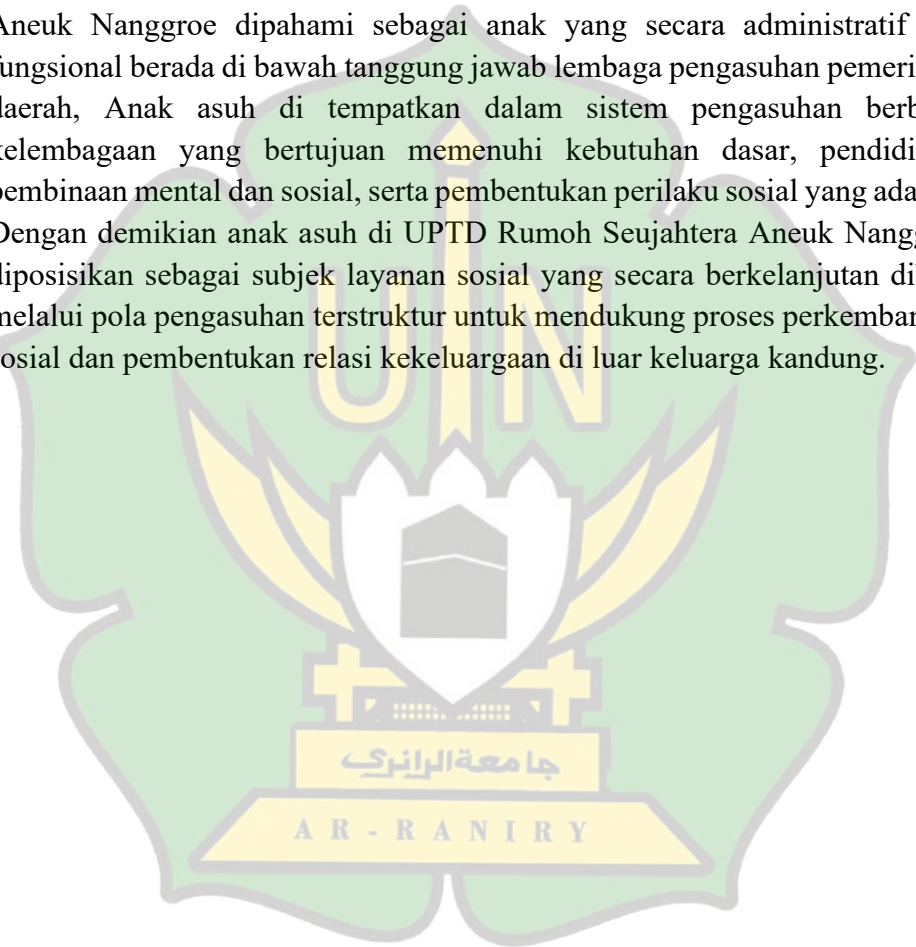 Aneuk Nanggroe dipahami sebagai anak yang secara administratif
fungsional berada di bawah tanggung jawab lembaga pengasuhan pemeri
daerah, Anak asuh di tempatkan dalam sistem pengasuhan berb
kelembagaan yang bertujuan memenuhi kebutuhan dasar, pendidi
pembinaan mental dan sosial, serta pembentukan perilaku sosial yang ada
Dengan demikian anak asuh di UPTD Rumoh Seujahtera Aneuk Nangg
diposisikan sebagai subjek layanan sosial yang secara berkelanjutan di
melalui pola pengasuhan terstruktur untuk mendukung proses perkemban
sosial dan pembentukan relasi kekeluargaan di luar keluarga kandung.
UIN
جامعة الرانري
AR-RANIRY